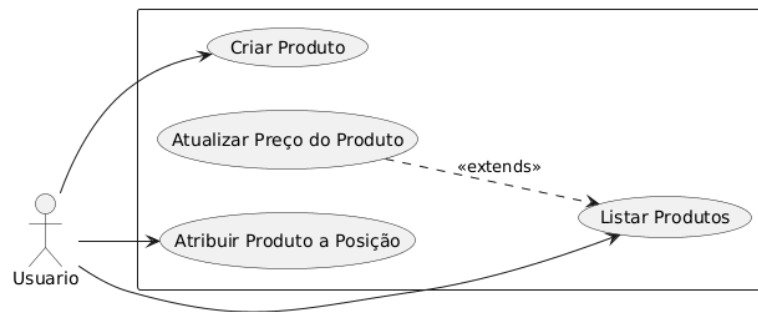 Criar Produto
Atualizar Preço do Produto
«extends»
Listar Produtos
Atribuir Produto a Posição
Usuario